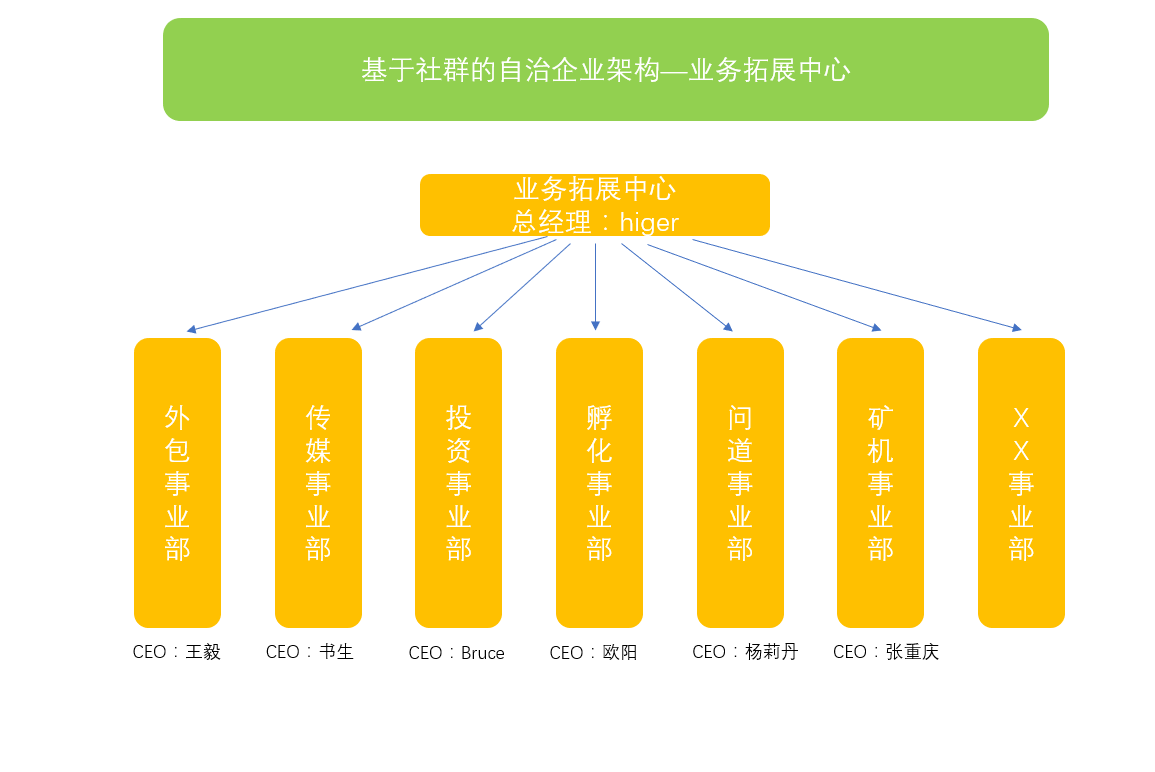 基于社群的自治企业架构—业务拓展中心
业务拓展中心
总经理：higer
外包事业部
传媒事业部
投资事业部
孵化事业部
问道事业部
矿机事业部
XX事业部
CEO：王毅
CEO：书生
CEO：Bruce
CEO：欧阳
CEO：杨莉丹
CEO：张重庆